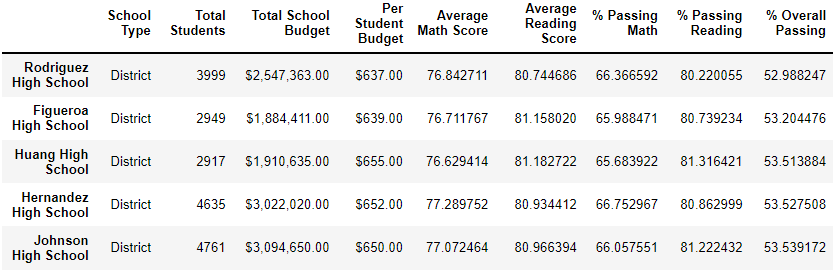 School Type Total Students Total School Budget Per Student Budget Average Math Score Average Reading Score % Passing Math % Passing Reading % Overall Passing
Rodriguez High School District 3999 $2,547,363.00 $637.00 76.842711 80.744686 66.366592 80.220055 52.988247
Figueroa High School District 2949 $1,884,411.00 $639.00 76.711767 81.158020 65.988471 80.739234 53.204476
Huang High School District 2917 $1,910,635.00 $655.00 76.629414 81.182722 65.683922 81.316421 53.513884
Hernandez High School District 4635 $3,022,020.00 $652.00 77.289752 80.934412 66.752967 80.862999 53.527508
Johnson High School District 4761 $3,094,650.00 $650.00 77.072464 80.966394 66.057551 81.222432 53.539172